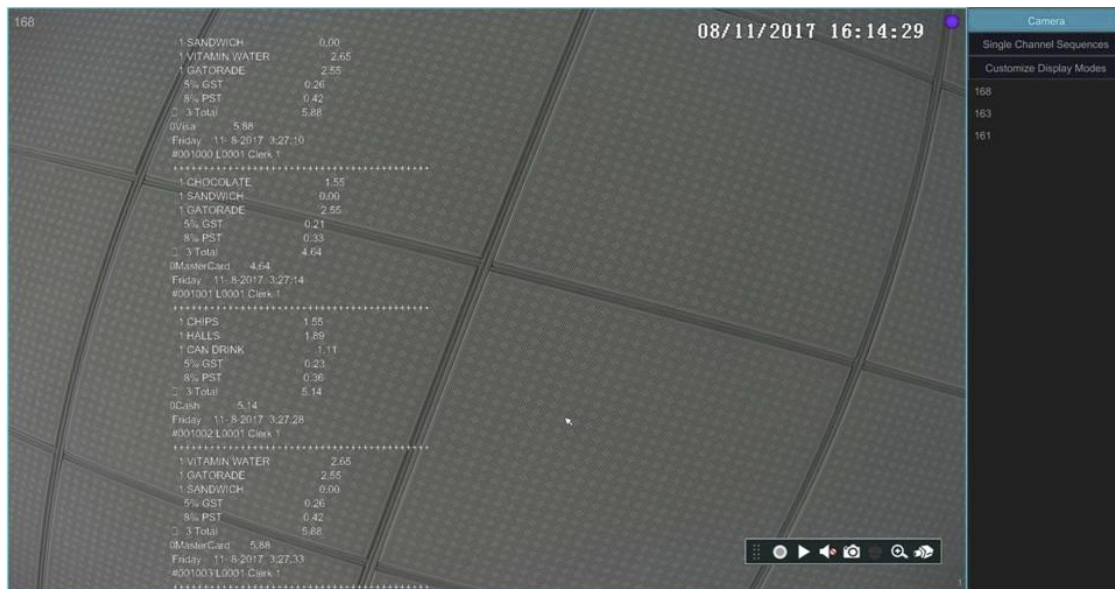 168
08/11/2017 16:14:29
1 SANDWICH 0.00
1 VITAMIN WATER 2.65
1 GATORADE 2.55
5% GST 0.26
8% PST 0.42
3 Total 5.88
0Visa 5.88
Friday 11- 8-2017 3:27:10
#001000 L0001 Clerk 1
++++++++++++++++++++++++++++++++++++++++
1 CHOCOLATE 1.55
1 SANDWICH 0.00
1 GATORADE 2.55
5% GST 0.21
8% PST 0.33
3 Total 4.64
0MasterCard 4.64
Friday 11- 8-2017 3:27:14
#001001 L0001 Clerk 1
++++++++++++++++++++++++++++++++++++++++
1 CHIPS 1.55
1 HALLS 1.89
1 CAN DRINK 1.11
5% GST 0.23
8% PST 0.36
3 Total 5.14
0Cash 5.14
Friday 11- 8-2017 3:27:28
#001002 L0001 Clerk 1
++++++++++++++++++++++++++++++++++++++++
1 VITAMIN WATER 2.65
1 GATORADE 2.55
1 SANDWICH 0.00
5% GST 0.26
8% PST 0.42
3 Total 5.88
0MasterCard 5.88
Friday 11- 8-2017 3:27:33
#001003 L0001 Clerk 1
++++++++++++++++++++++++++++++++++++++++
1
Camera
Single Channel Sequences
Customize Display Modes
168
163
161